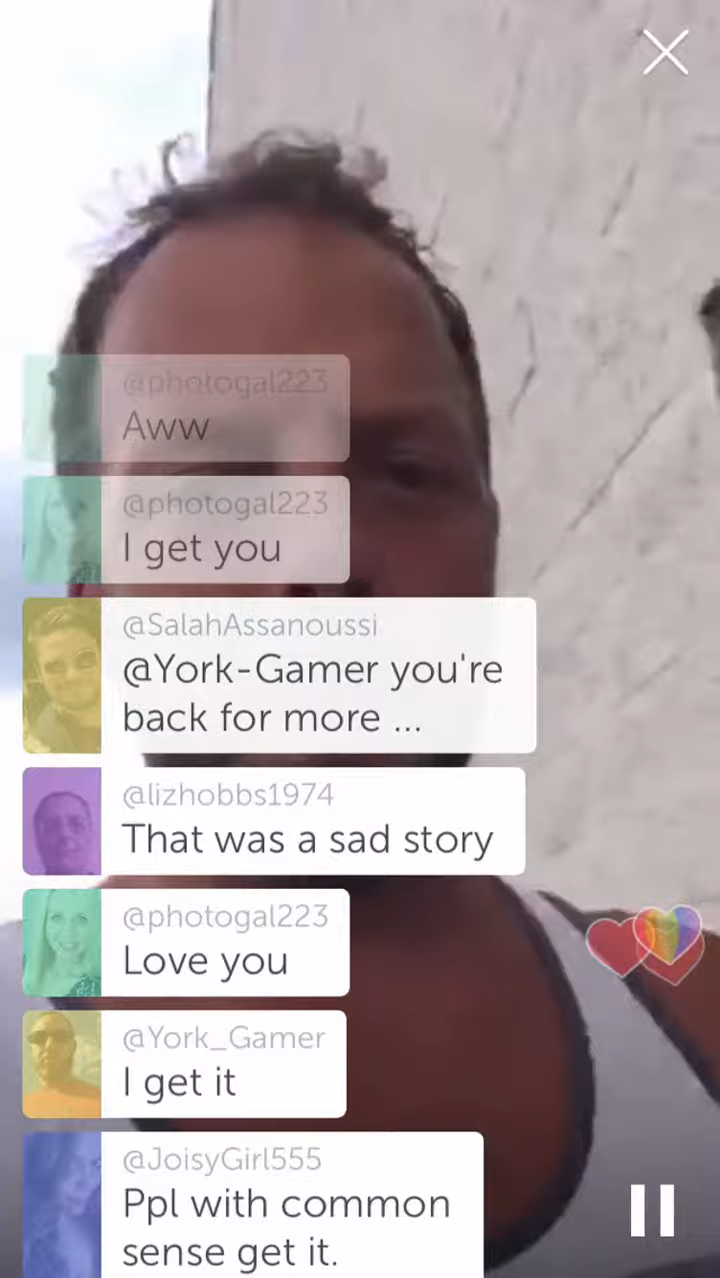 @photogal223
Aww
@photogal223
I get you
@SalahAssanoussi
@York-Gamer you're
back for more ...
@lizhobbs1974
That was a sad story
@photogal223
Love you
@York_Gamer
I get it
@JoisyGirl555
Ppl with common
sense get it.